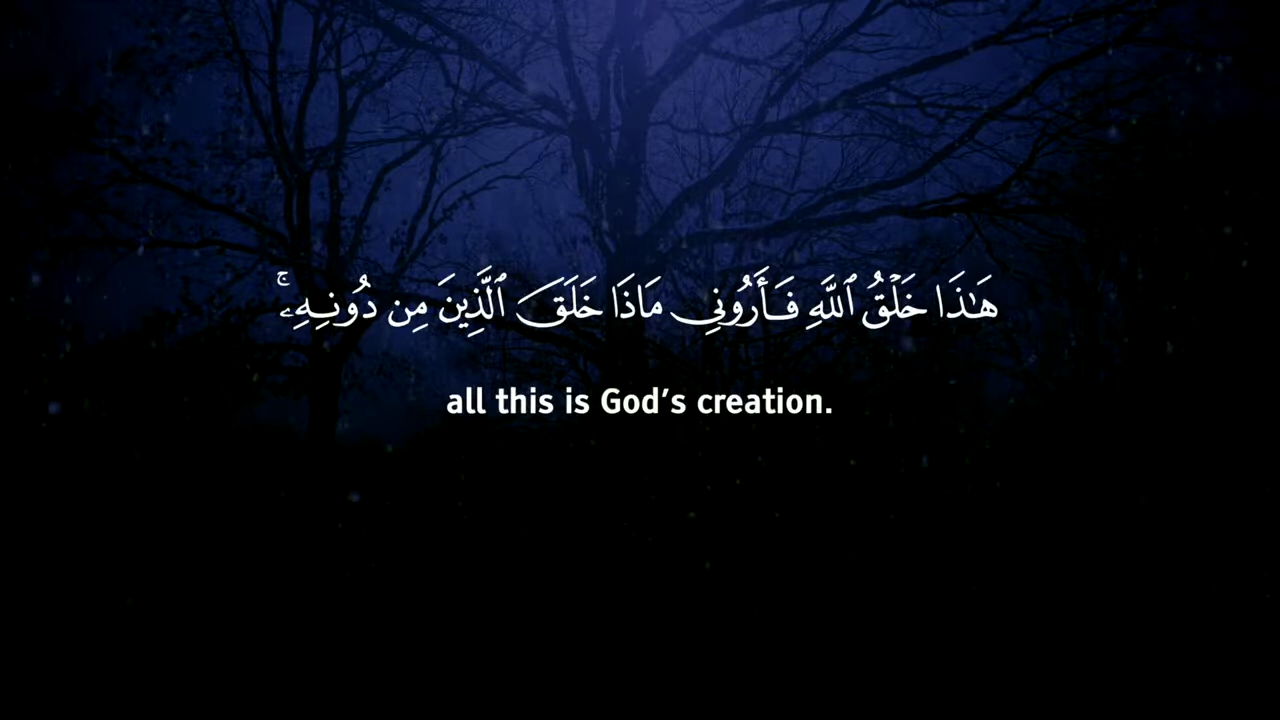 هَـٰذَا خَلْقُ ٱللَّهِ فَأَرُونِى مَاذَا خَلَقَ ٱلَّذِينَ مِن دُونِهِۦ ۚ
all this is God’s creation.